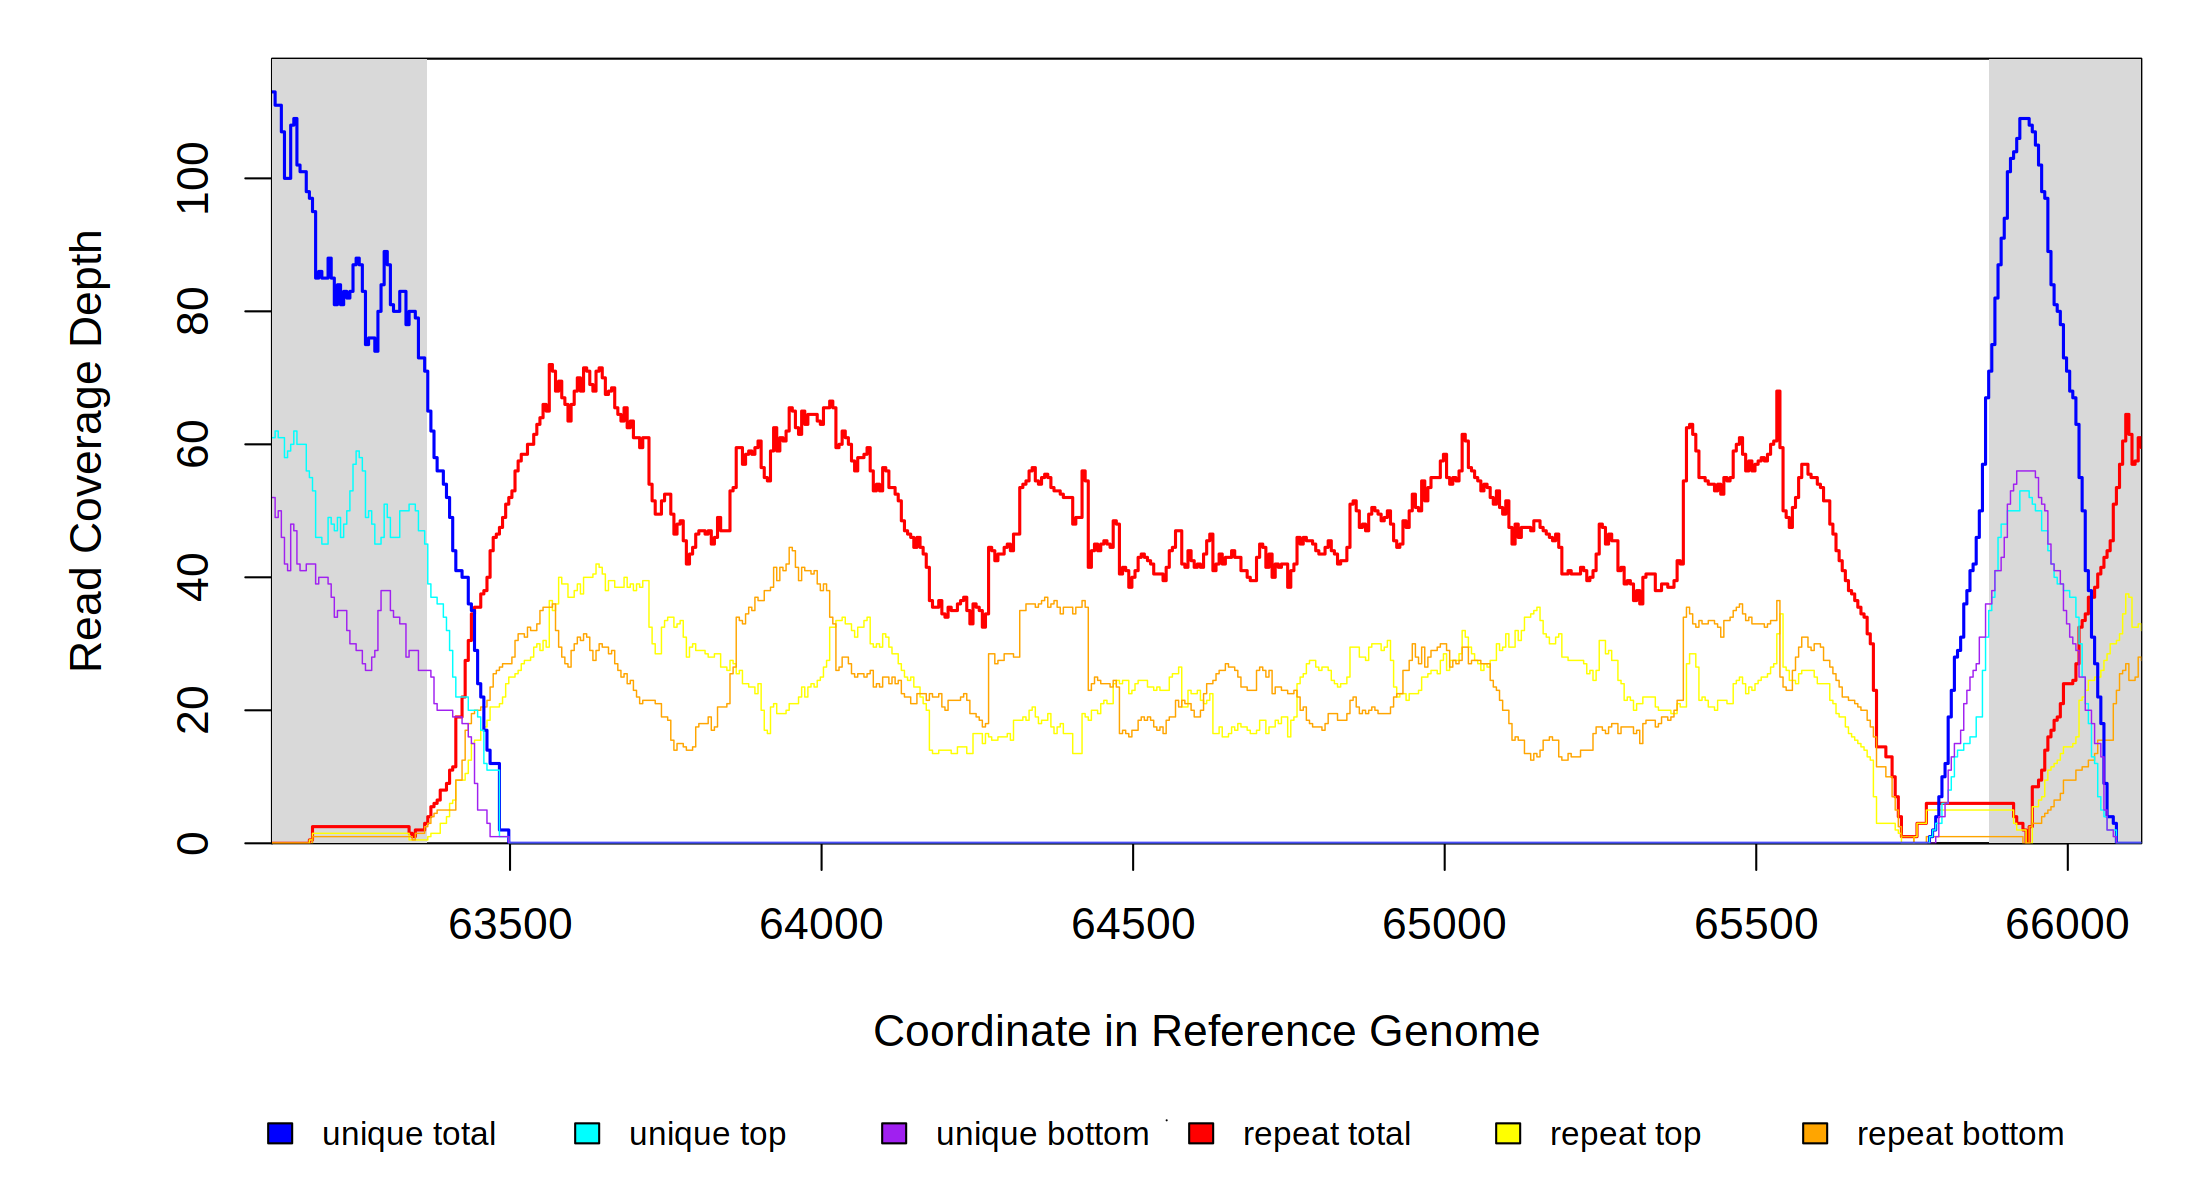 Read Coverage Depth
100
80
60
40
20
0
63500 64000 64500 65000 65500 66000
Coordinate in Reference Genome
unique total unique top unique bottom repeat total repeat top repeat bottom